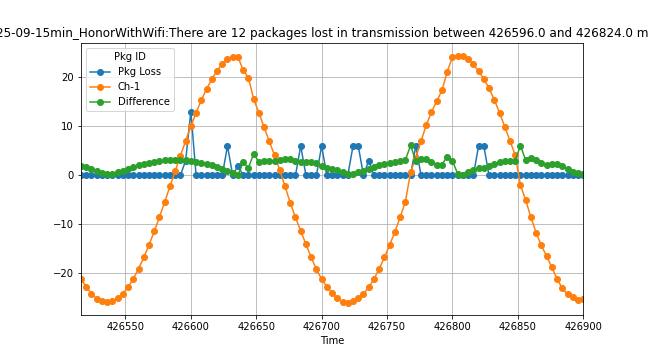 25-09-15min_HonorWithWifi:There are 12 packages lost in transmission between 426596.0 and 426824.0 m
Pkg ID
Pkg Loss
Ch-1
Difference
20
10
0
−10
−20
426550 426600 426650 426700 426750 426800 426850 426900
Time